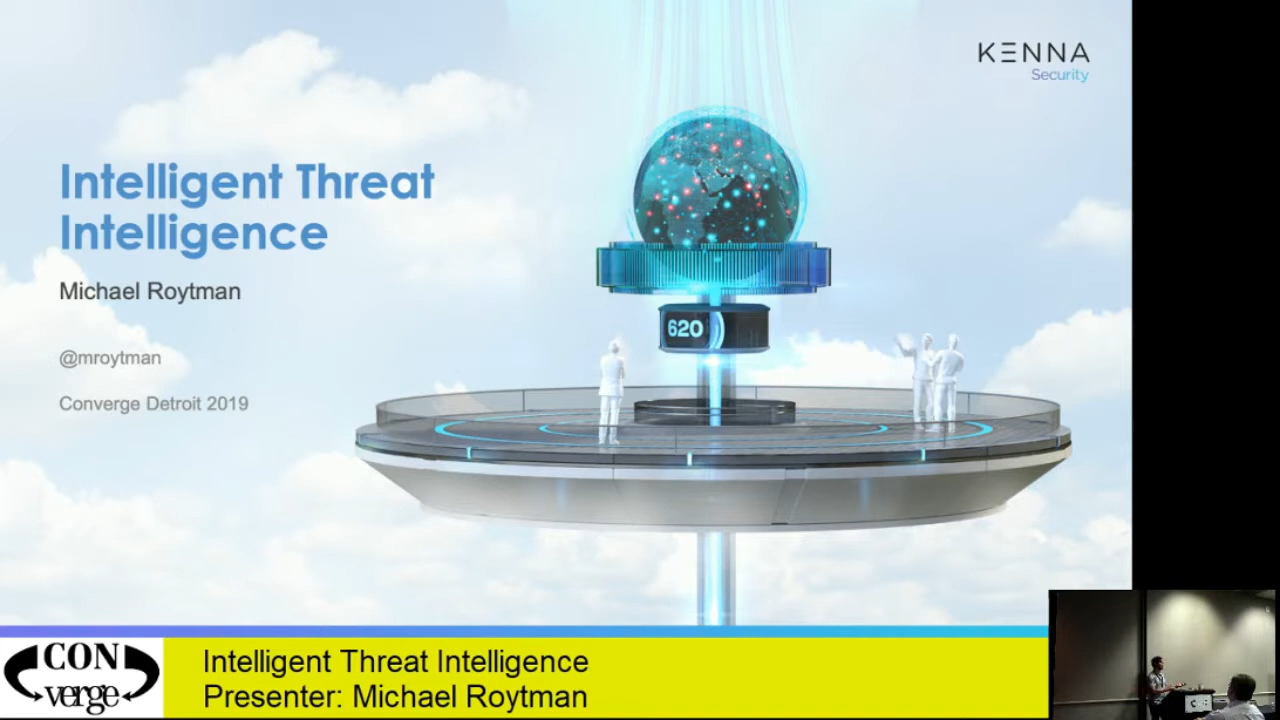 KENNA
Security
Intelligent Threat
Intelligence
Michael Roytman
@mroytman
Converge Detroit 2019
620
CON
verge
Intelligent Threat Intelligence
Presenter: Michael Roytman